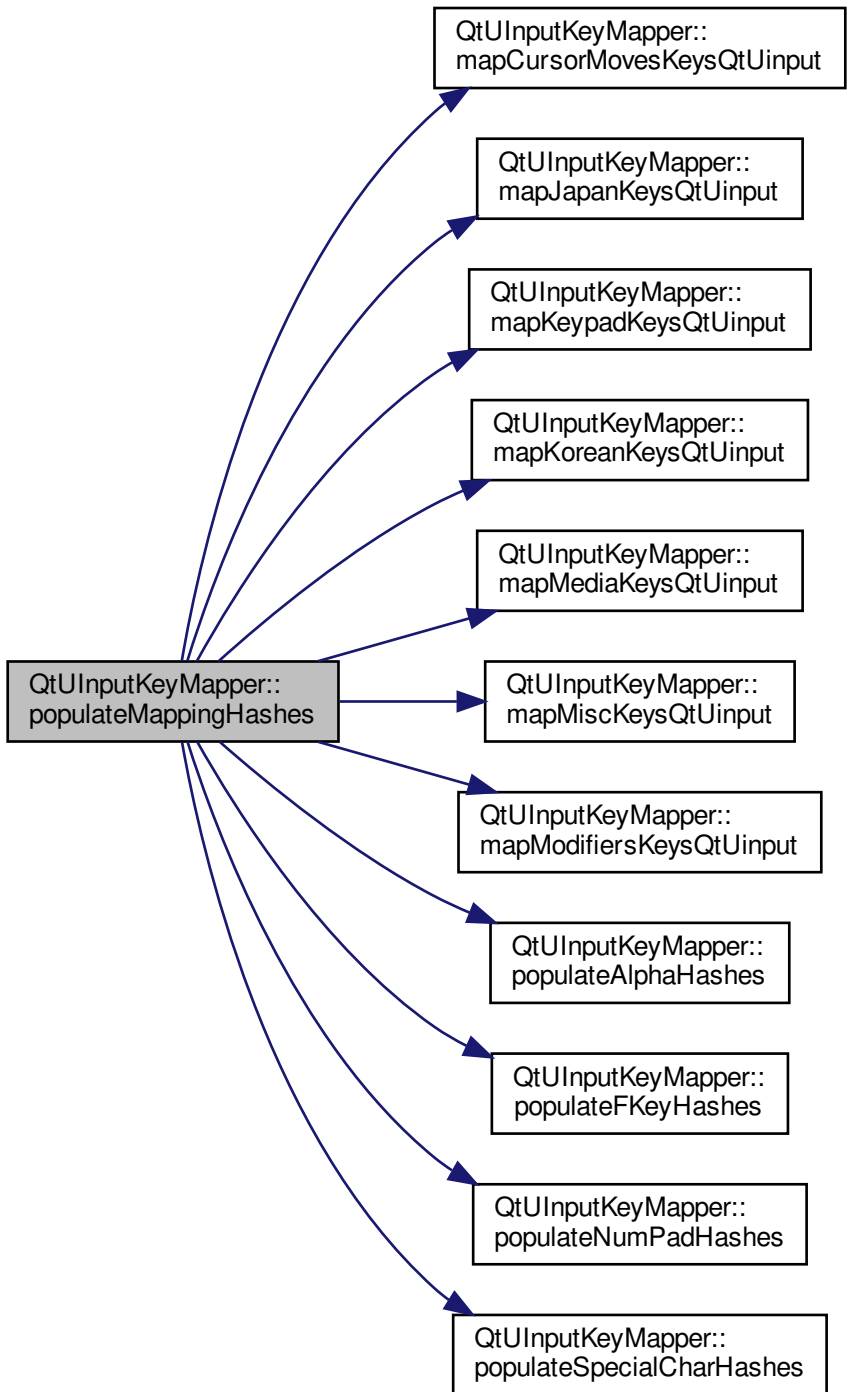 QtUInputKeyMapper::
mapCursorMovesKeysQtUinput
QtUInputKeyMapper::
mapJapanKeysQtUinput
QtUInputKeyMapper::
mapKeypadKeysQtUinput
QtUInputKeyMapper::
mapKoreanKeysQtUinput
QtUInputKeyMapper::
mapMediaKeysQtUinput
QtUInputKeyMapper::
populateMappingHashes
QtUInputKeyMapper::
mapMiscKeysQtUinput
QtUInputKeyMapper::
mapModifiersKeysQtUinput
QtUInputKeyMapper::
populateAlphaHashes
QtUInputKeyMapper::
populateFKeyHashes
QtUInputKeyMapper::
populateNumPadHashes
QtUInputKeyMapper::
populateSpecialCharHashes